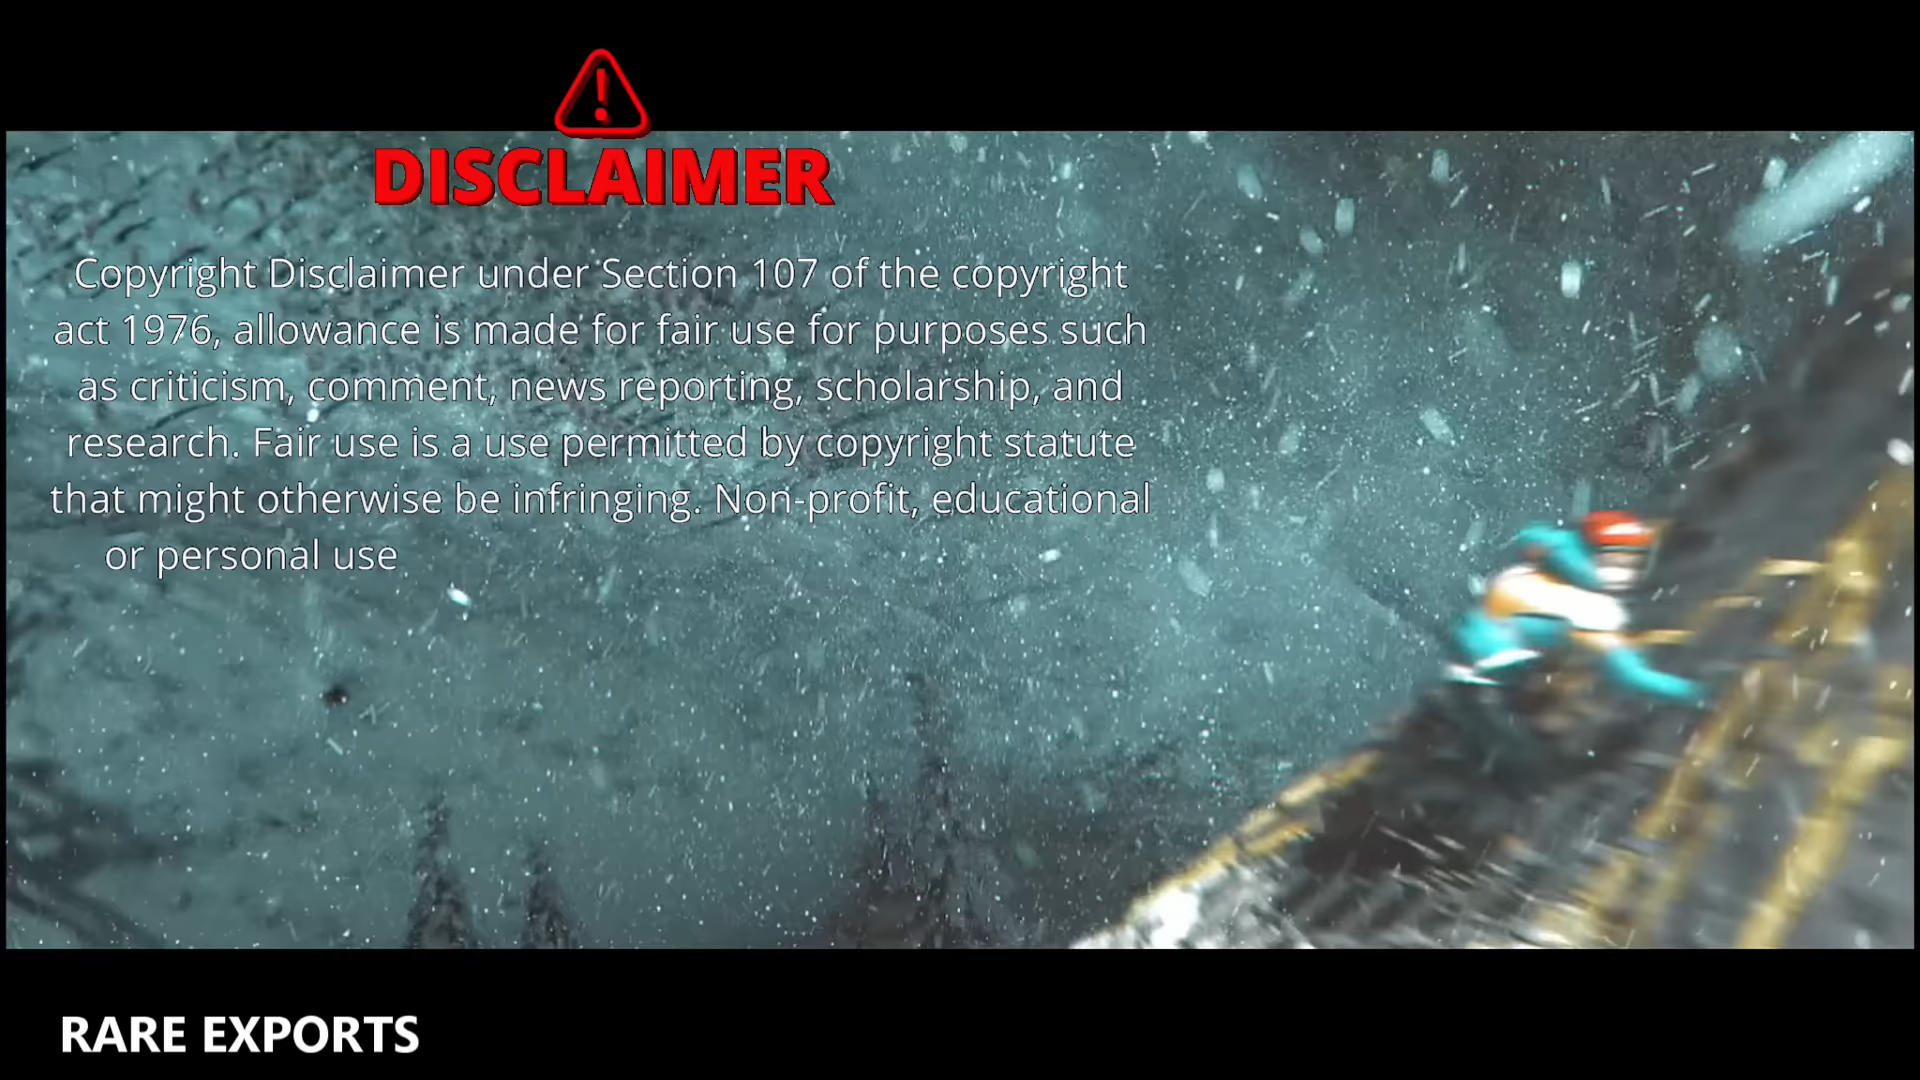 DISCLAIMER
Copyright Disclaimer under Section 107 of the copyright
act 1976, allowance is made for fair use for purposes such
as criticism, comment, news reporting, scholarship, and
research. Fair use is a use permitted by copyright statute
that might otherwise be infringing. Non-profit, educational
or personal use
RARE EXPORTS